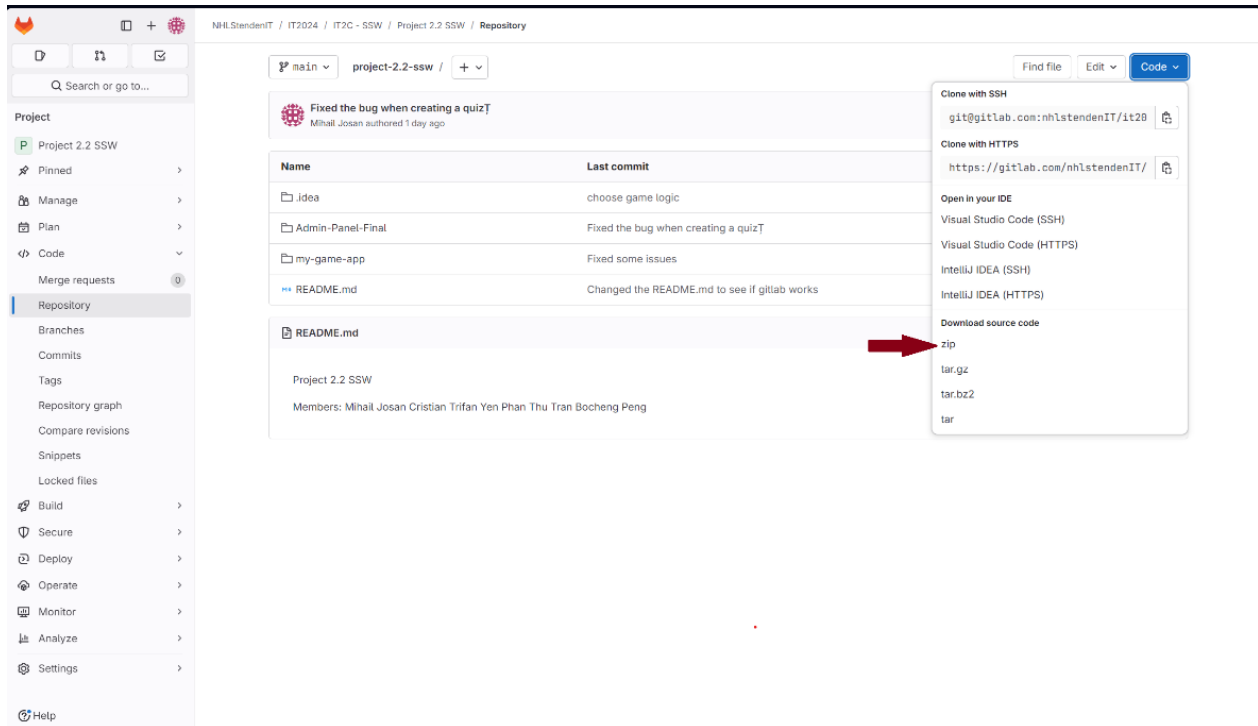 NHLStendenIT / IT2024 / IT2C - SSW / Project 2.2 SSW / Repository
Search or go to...
Project
P Project 2.2 SSW
Pinned
Manage
Plan
Code
Merge requests 0
Repository
Branches
Commits
Tags
Repository graph
Compare revisions
Snippets
Locked files
Build
Secure
Deploy
Operate
Monitor
Analyze
Settings
Help
main project-2.2-ssw / +
Find file Edit Code
Fixed the bug when creating a quizṬ
Mihail Josan authored 1 day ago
Name Last commit
.idea choose game logic
Admin-Panel-Final Fixed the bug when creating a quizṬ
my-game-app Fixed some issues
README.md Changed the README.md to see if gitlab works
README.md
Project 2.2 SSW
Members: Mihail Josan Cristian Trifan Yen Phan Thu Tran Bocheng Peng
Clone with SSH
git@gitlab.com:nhlstendenIT/it20
Clone with HTTPS
https://gitlab.com/nhlstendenIT/
Open in your IDE
Visual Studio Code (SSH)
Visual Studio Code (HTTPS)
IntelliJ IDEA (SSH)
IntelliJ IDEA (HTTPS)
Download source code
zip
tar.gz
tar.bz2
tar